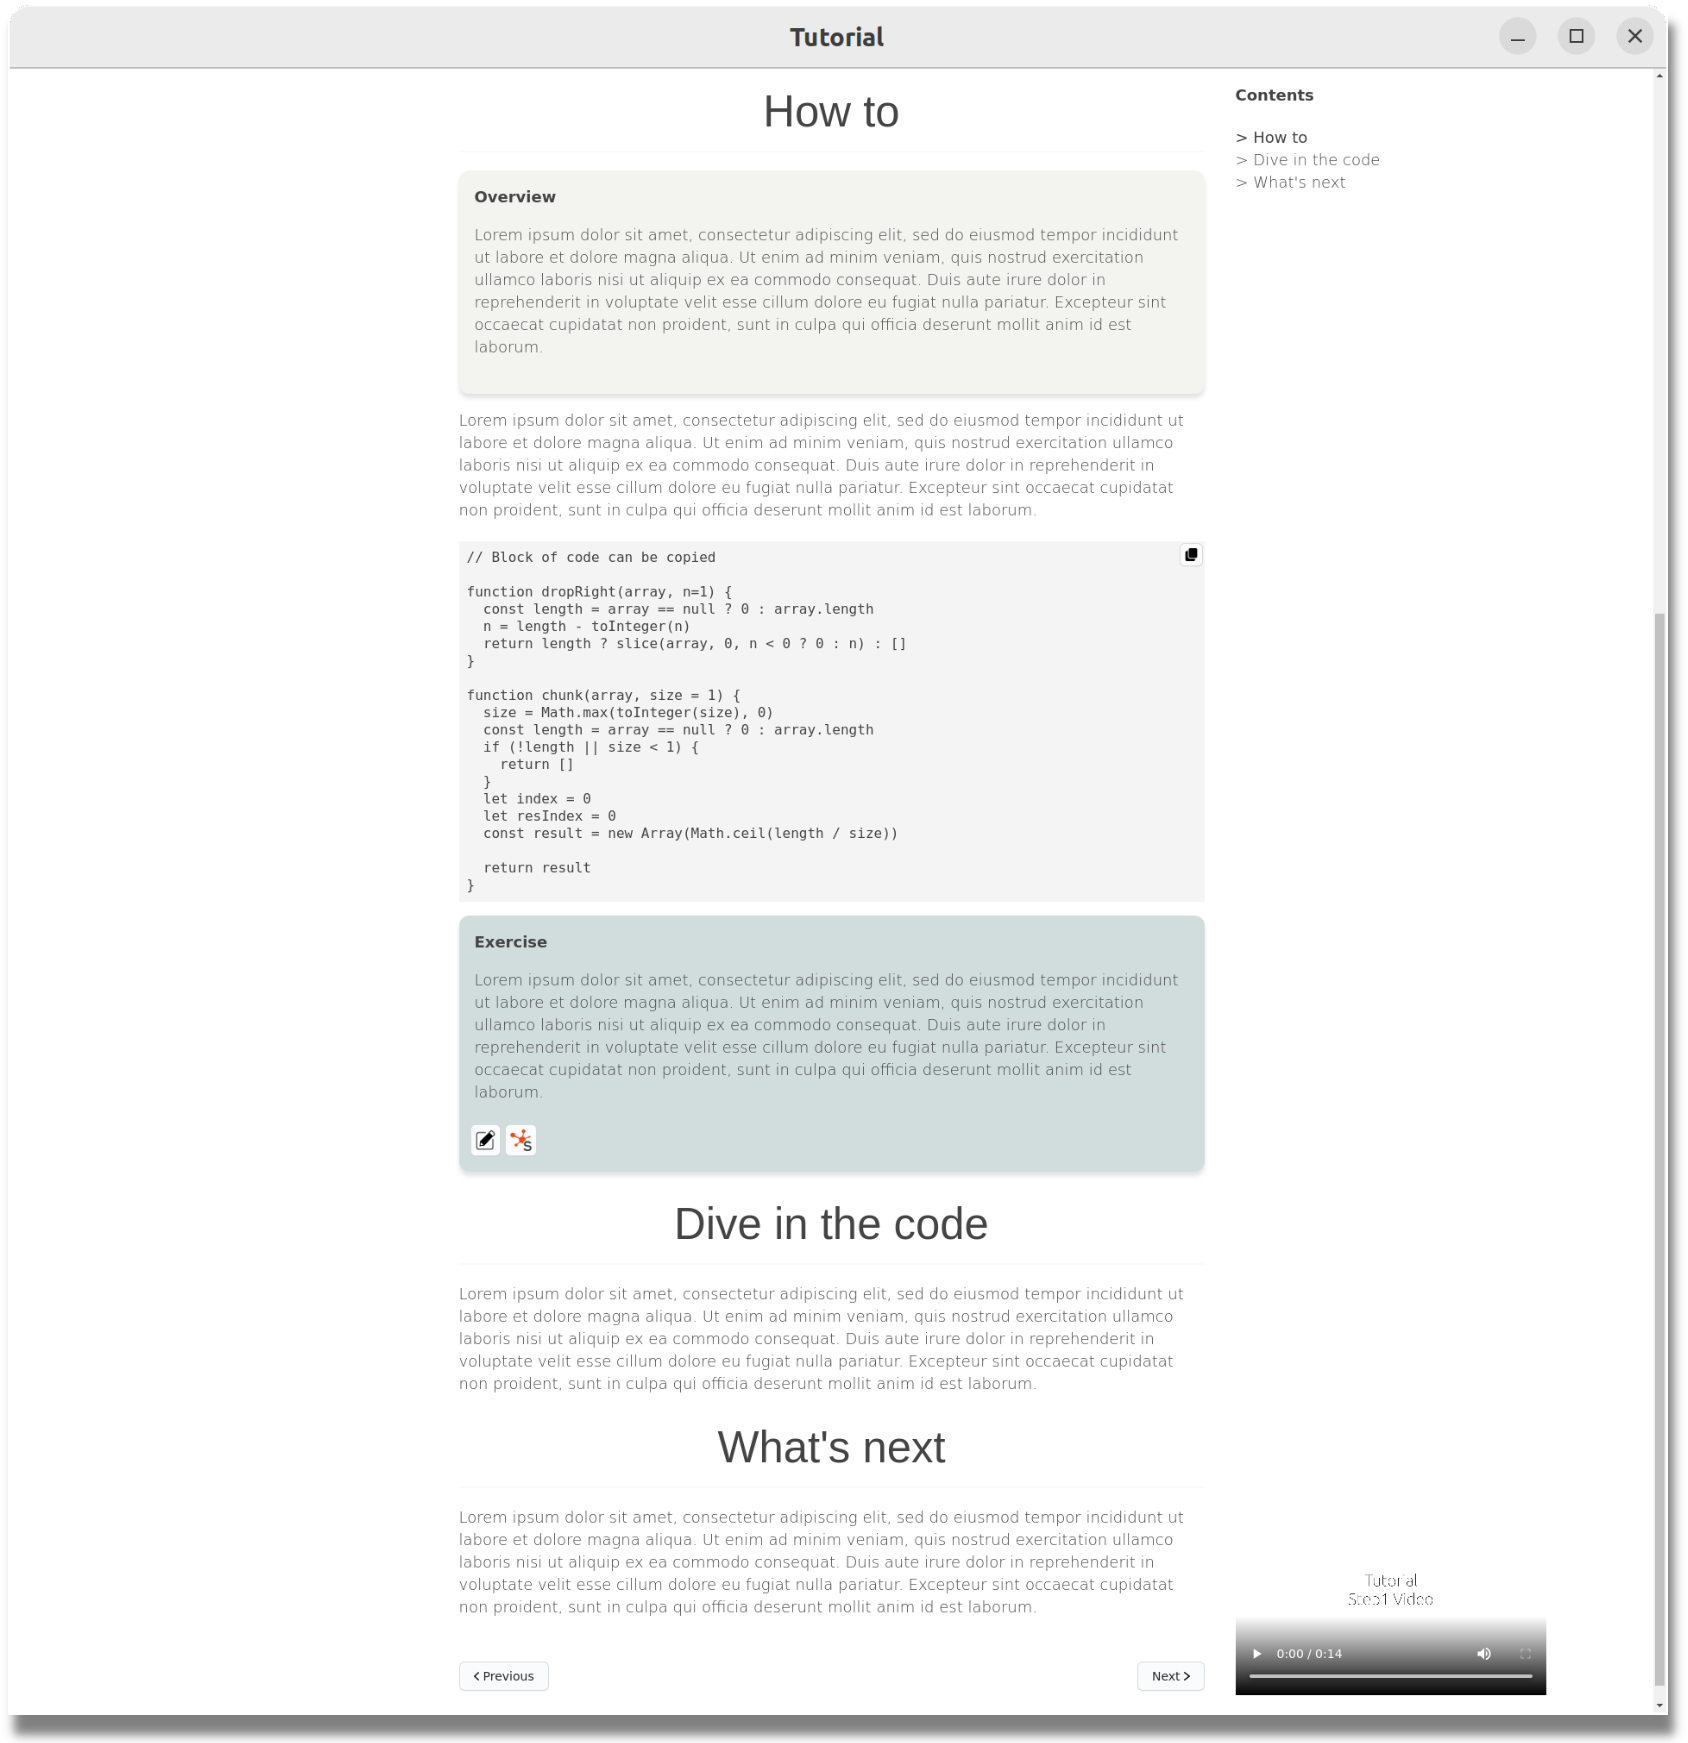 Tutorial
How to
Overview
Lorem ipsum dolor sit amet, consectetur adipiscing elit, sed do eiusmod tempor incididunt
ut labore et dolore magna aliqua. Ut enim ad minim veniam, quis nostrud exercitation
ullamco laboris nisi ut aliquip ex ea commodo consequat. Duis aute irure dolor in
reprehenderit in voluptate velit esse cillum dolore eu fugiat nulla pariatur. Excepteur sint
occaecat cupidatat non proident, sunt in culpa qui officia deserunt mollit anim id est
laborum.
Lorem ipsum dolor sit amet, consectetur adipiscing elit, sed do eiusmod tempor incididunt ut
labore et dolore magna aliqua. Ut enim ad minim veniam, quis nostrud exercitation ullamco
laboris nisi ut aliquip ex ea commodo consequat. Duis aute irure dolor in reprehenderit in
voluptate velit esse cillum dolore eu fugiat nulla pariatur. Excepteur sint occaecat cupidatat
non proident, sunt in culpa qui officia deserunt mollit anim id est laborum.
// Block of code can be copied
function dropRight(array, n=1) {
  const length = array == null ? 0 : array.length
  n = length - toInteger(n)
  return length ? slice(array, 0, n < 0 ? 0 : n) : []
}
function chunk(array, size = 1) {
  size = Math.max(toInteger(size), 0)
  const length = array == null ? 0 : array.length
  if (!length || size < 1) {
    return []
  }
  let index = 0
  let resIndex = 0
  const result = new Array(Math.ceil(length / size))
  return result
}
Exercise
Lorem ipsum dolor sit amet, consectetur adipiscing elit, sed do eiusmod tempor incididunt
ut labore et dolore magna aliqua. Ut enim ad minim veniam, quis nostrud exercitation
ullamco laboris nisi ut aliquip ex ea commodo consequat. Duis aute irure dolor in
reprehenderit in voluptate velit esse cillum dolore eu fugiat nulla pariatur. Excepteur sint
occaecat cupidatat non proident, sunt in culpa qui officia deserunt mollit anim id est
laborum.
S
Dive in the code
Lorem ipsum dolor sit amet, consectetur adipiscing elit, sed do eiusmod tempor incididunt ut
labore et dolore magna aliqua. Ut enim ad minim veniam, quis nostrud exercitation ullamco
laboris nisi ut aliquip ex ea commodo consequat. Duis aute irure dolor in reprehenderit in
voluptate velit esse cillum dolore eu fugiat nulla pariatur. Excepteur sint occaecat cupidatat
non proident, sunt in culpa qui officia deserunt mollit anim id est laborum.
What's next
Lorem ipsum dolor sit amet, consectetur adipiscing elit, sed do eiusmod tempor incididunt ut
labore et dolore magna aliqua. Ut enim ad minim veniam, quis nostrud exercitation ullamco
laboris nisi ut aliquip ex ea commodo consequat. Duis aute irure dolor in reprehenderit in
voluptate velit esse cillum dolore eu fugiat nulla pariatur. Excepteur sint occaecat cupidatat
non proident, sunt in culpa qui officia deserunt mollit anim id est laborum.
Previous
Next
Contents
> How to
> Dive in the code
> What's next
Tutorial
Step1 Video
0:00 / 0:14